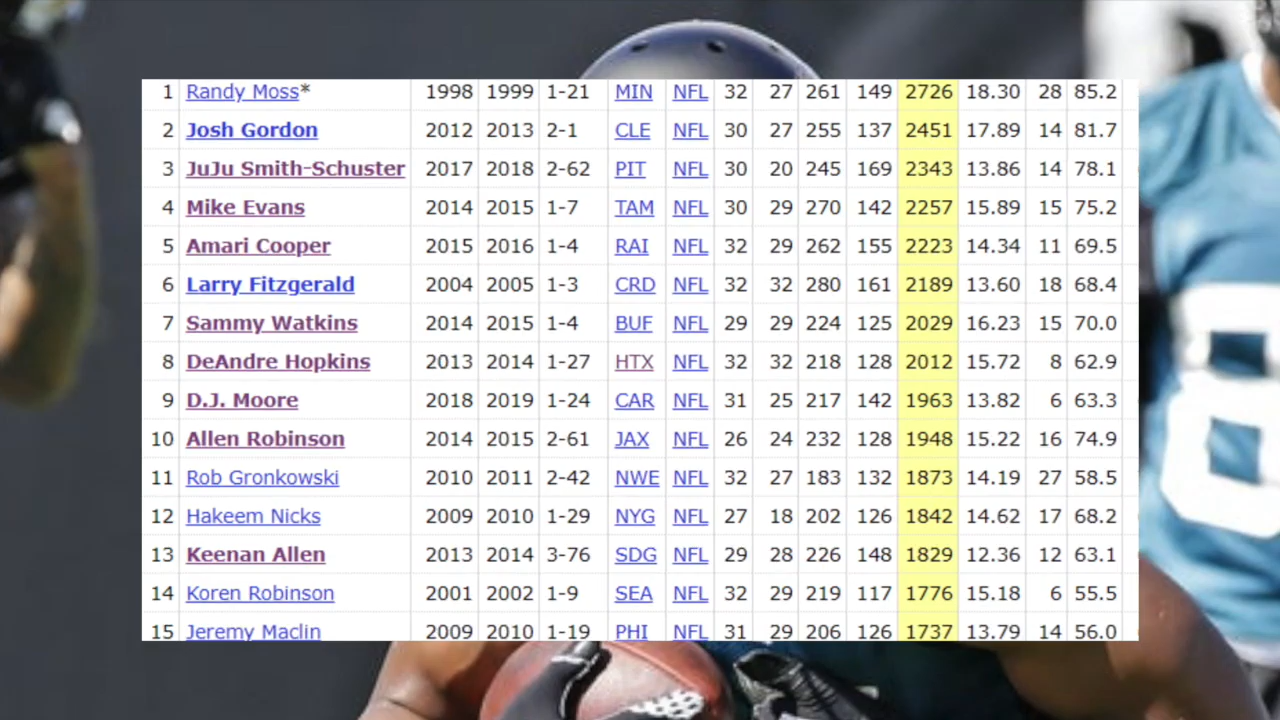 1 Randy Moss* 1998 1999 1-21 MIN NFL 32 27 261 149 2726 18.30 28 85.2
2 Josh Gordon 2012 2013 2-1 CLE NFL 30 27 255 137 2451 17.89 14 81.7
3 JuJu Smith-Schuster 2017 2018 2-62 PIT NFL 30 20 245 169 2343 13.86 14 78.1
4 Mike Evans 2014 2015 1-7 TAM NFL 30 29 270 142 2257 15.89 15 75.2
5 Amari Cooper 2015 2016 1-4 RAI NFL 32 29 262 155 2223 14.34 11 69.5
6 Larry Fitzgerald 2004 2005 1-3 CRD NFL 32 32 280 161 2189 13.60 18 68.4
7 Sammy Watkins 2014 2015 1-4 BUF NFL 29 29 224 125 2029 16.23 15 70.0
8 DeAndre Hopkins 2013 2014 1-27 HTX NFL 32 32 218 128 2012 15.72 8 62.9
9 D.J. Moore 2018 2019 1-24 CAR NFL 31 25 217 142 1963 13.82 6 63.3
10 Allen Robinson 2014 2015 2-61 JAX NFL 26 24 232 128 1948 15.22 16 74.9
11 Rob Gronkowski 2010 2011 2-42 NWE NFL 32 27 183 132 1873 14.19 27 58.5
12 Hakeem Nicks 2009 2010 1-29 NYG NFL 27 18 202 126 1842 14.62 17 68.2
13 Keenan Allen 2013 2014 3-76 SDG NFL 29 28 226 148 1829 12.36 12 63.1
14 Koren Robinson 2001 2002 1-9 SEA NFL 32 29 219 117 1776 15.18 6 55.5
15 Jeremy Maclin 2009 2010 1-19 PHI NFL 31 29 206 126 1737 13.79 14 56.0
8